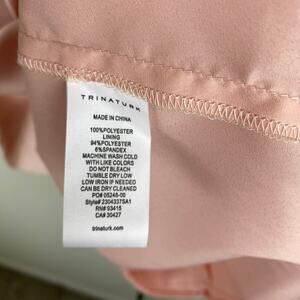 TRINATURK
MADE IN CHINA
100%POLYESTER
LINING
94%POLYESTER
6%SPANDEX
MACHINE WASH COLD
WITH LIKE COLORS
DO NOT BLEACH
TUMBLE DRY LOW
LOW IRON IF NEEDED
CAN BE DRY CLEANED
PO# 05246-00
Style# 2304337SA1
RN# 93415
CA# 30427
trinaturk.com